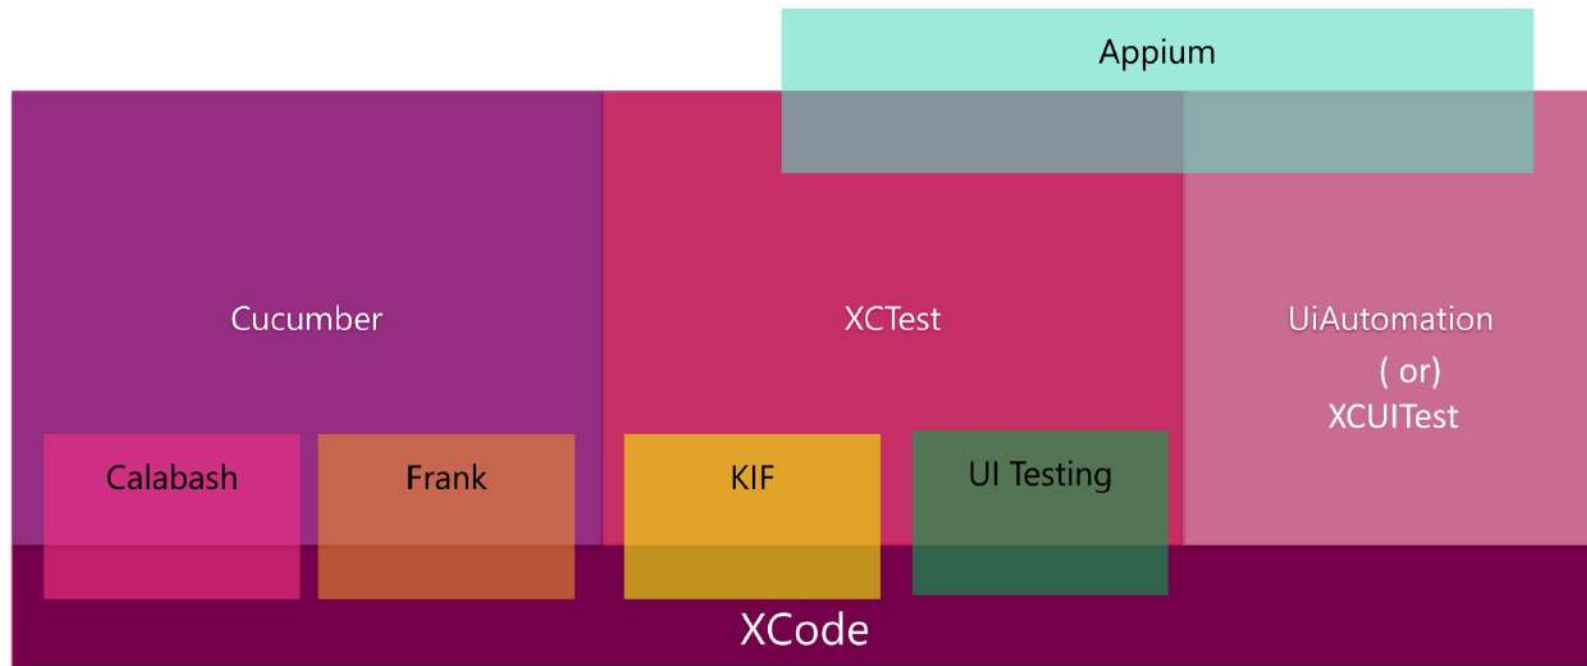 Appium
Cucumber
XCTest
UiAutomation
( or)
XCUITest
Calabash
Frank
KIF
UI Testing
XCode